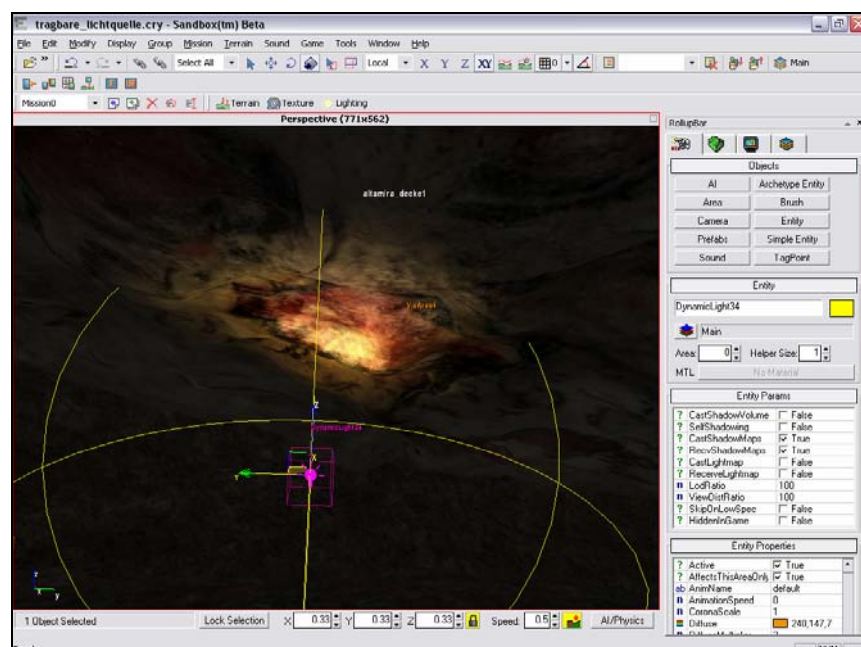 tragbare_lichtquelle.cry - Sandbox(tm) Beta
File Edit Modify Display Group Mission Terrain Sound Game Tools Window Help
Select All Local X Y Z XY 0 Main
Mission0 Terrain Texture Lighting
Perspective (771x562)
altamira_decke1
DynamicLight34
Z
X
Y
z
x y
RollupBar
Objects
AI Archetype Entity
Area Brush
Camera Entity
Prefabs Simple Entity
Sound TagPoint
Entity
DynamicLight34
Main
Area: 0 Helper Size: 1
MTL No Material
Entity Params
? CastShadowVolume False
? SelfShadowing False
? CastShadowMaps True
? RecvShadowMaps True
? CastLightmap False
? ReceiveLightmap False
n LodRatio 100
n ViewDistRatio 100
? SkipOnLowSpec False
? HiddenInGame False
Entity Properties
? Active True
? AffectsThisAreaOnly True
ab AnimName default
n AnimationSpeed 0
n CoronaScale 1
Diffuse 240,147,7
1 Object Selected Lock Selection X 0.33 Y 0.33 Z 0.33 Speed: 0.5 AI/Physics